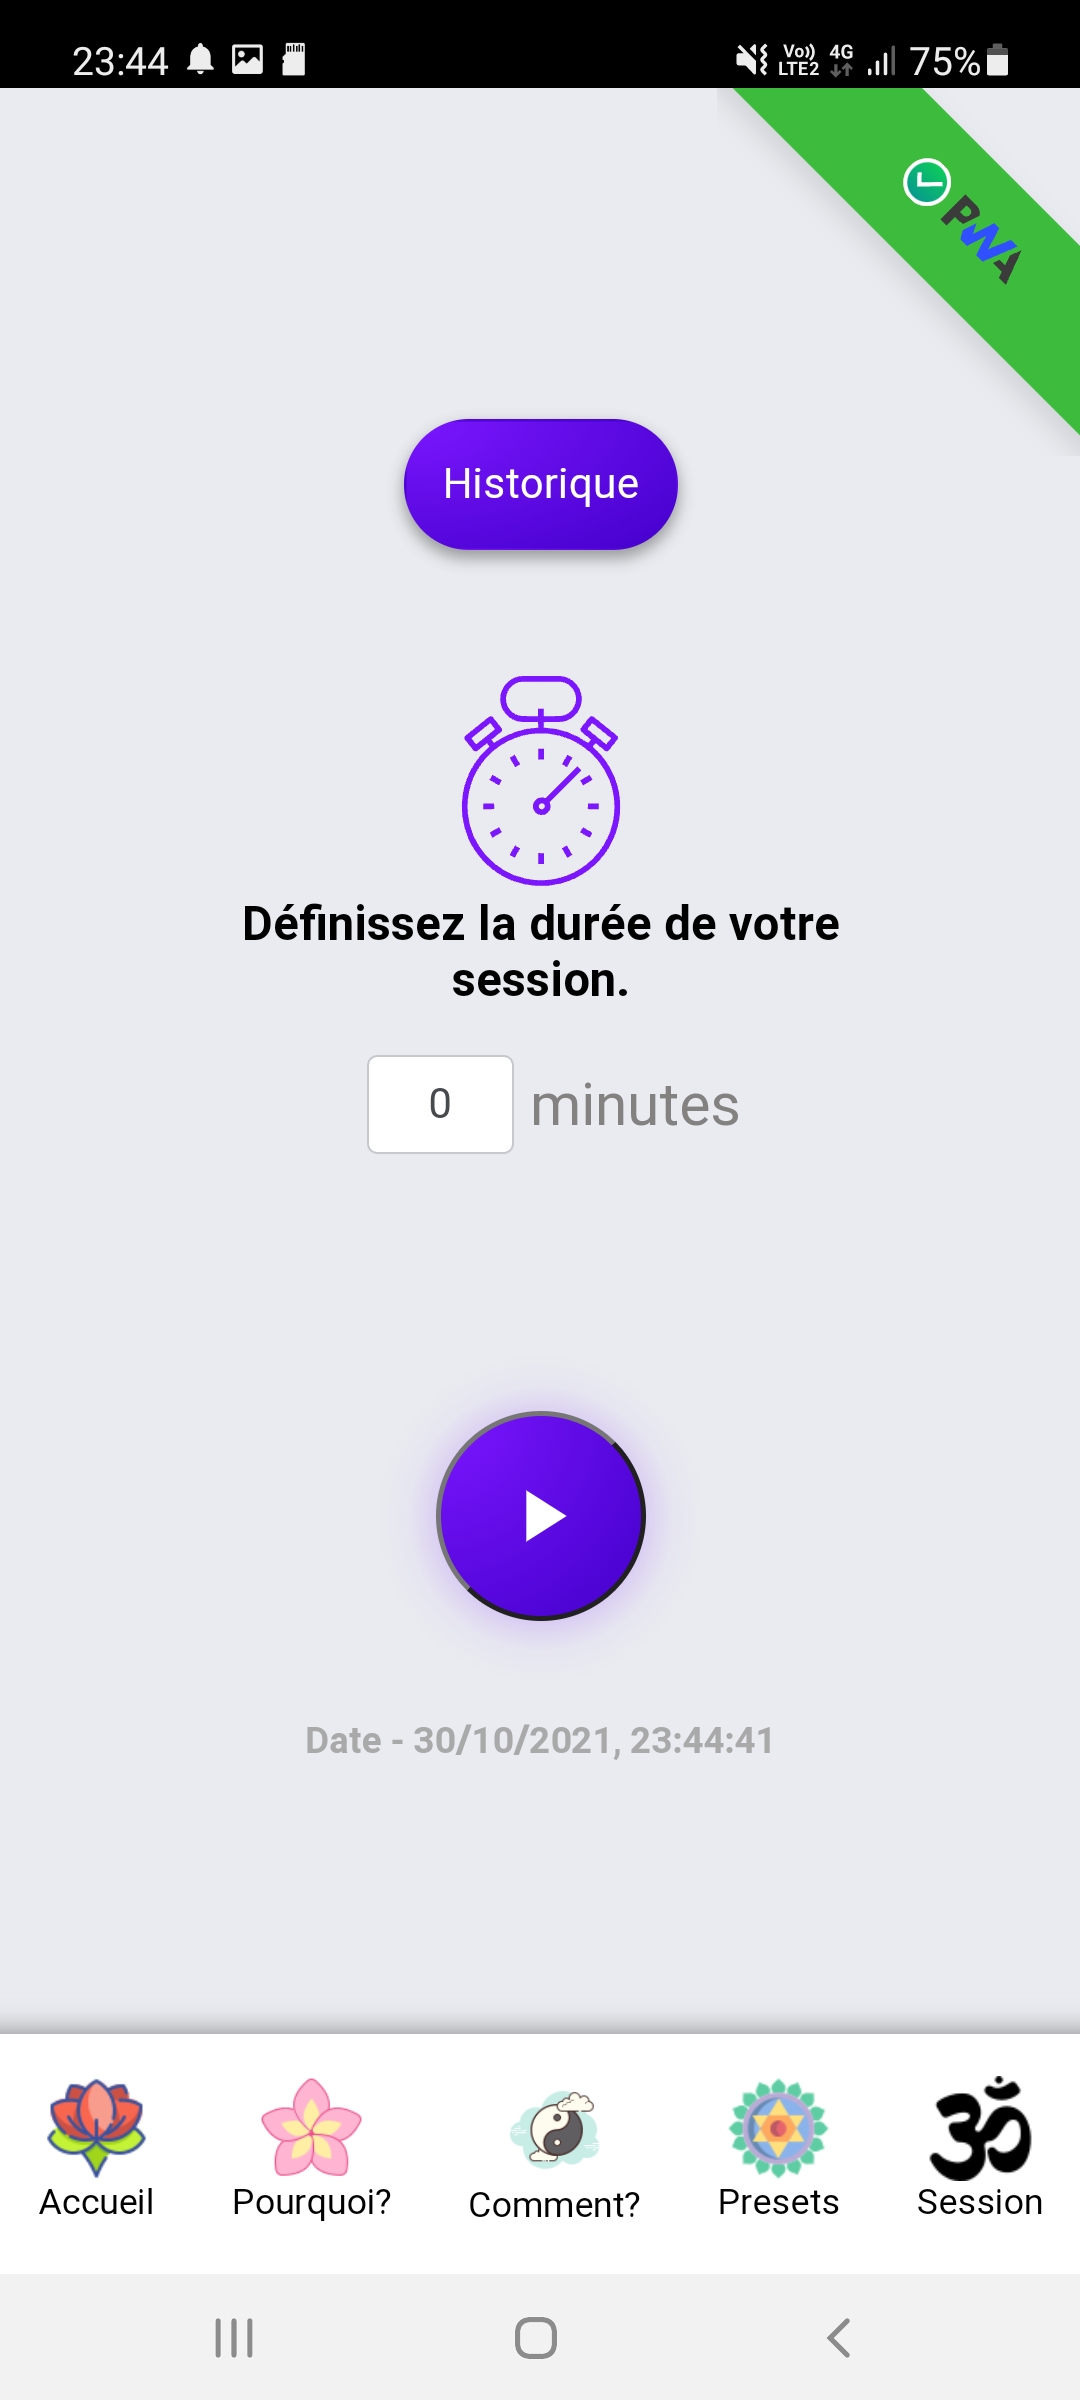 23:44
Vo)) LTE2 4G 75%
PWA
Historique
Définissez la durée de votre
session.
0 minutes
Date - 30/10/2021, 23:44:41
Accueil Pourquoi? Comment? Presets Session